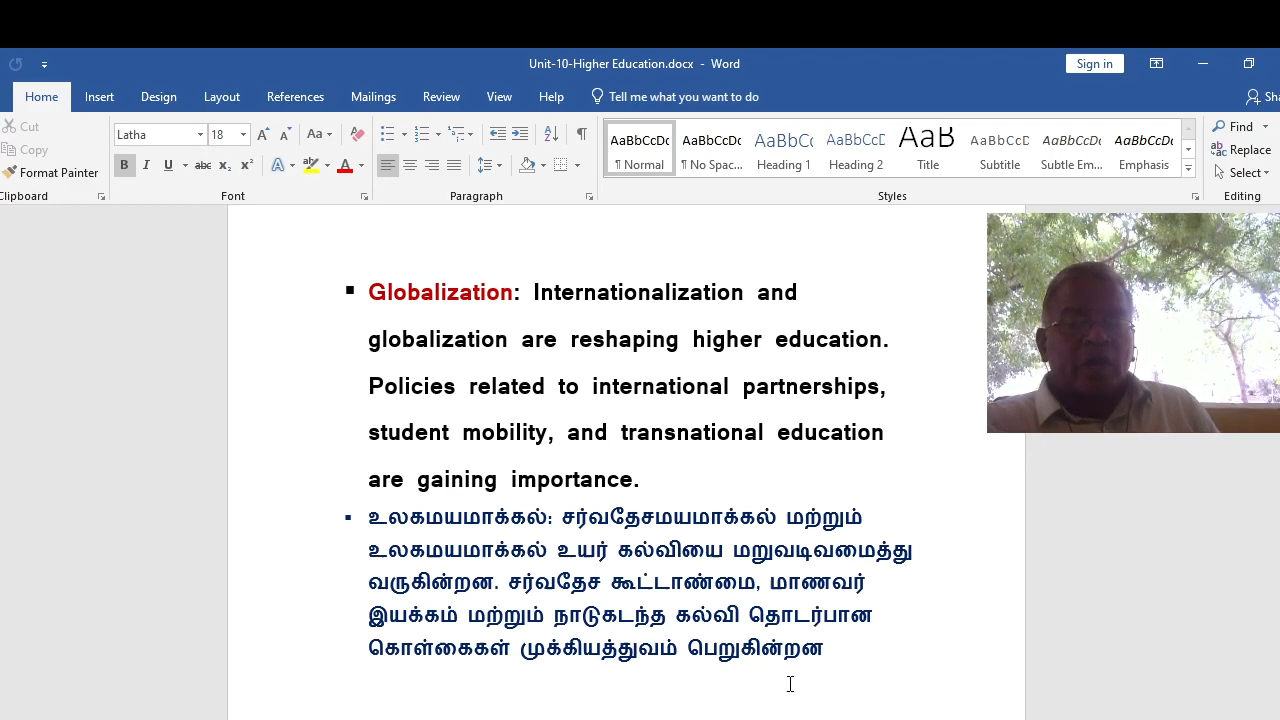 Unit-10-Higher Education.docx - Word
Sign in
Home Insert Design Layout References Mailings Review View Help Tell me what you want to do Sha
Cut
Copy
Format Painter
Clipboard
Latha 18
Font
Paragraph
AaBbCcDc AaBbCcDc AaBbC AaBbCcD AaB AaBbCcD AaBbCcDc AaBbCcDc
¶ Normal ¶ No Spac... Heading 1 Heading 2 Title Subtitle Subtle Em... Emphasis
Styles
Find
Replace
Select
Editing
Globalization: Internationalization and
globalization are reshaping higher education.
Policies related to international partnerships,
student mobility, and transnational education
are gaining importance.
உலகமயமாக்கல்: சர்வதேசமயமாக்கல் மற்றும்
உலகமயமாக்கல் உயர் கல்வியை மறுவடிவமைத்து
வருகின்றன. சர்வதேச கூட்டாண்மை, மாணவர்
இயக்கம் மற்றும் நாடுகடந்த கல்வி தொடர்பான
கொள்கைகள் முக்கியத்துவம் பெறுகின்றன